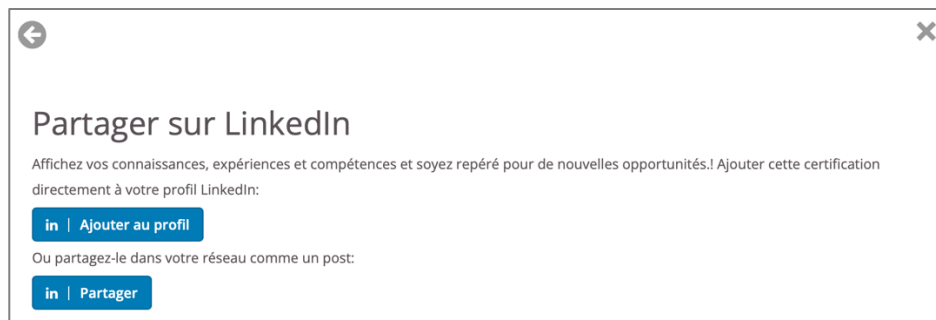 Partager sur LinkedIn
Affichez vos connaissances, expériences et compétences et soyez repéré pour de nouvelles opportunités.! Ajouter cette certification
directement à votre profil LinkedIn:
in | Ajouter au profil
Ou partagez-le dans votre réseau comme un post:
in | Partager